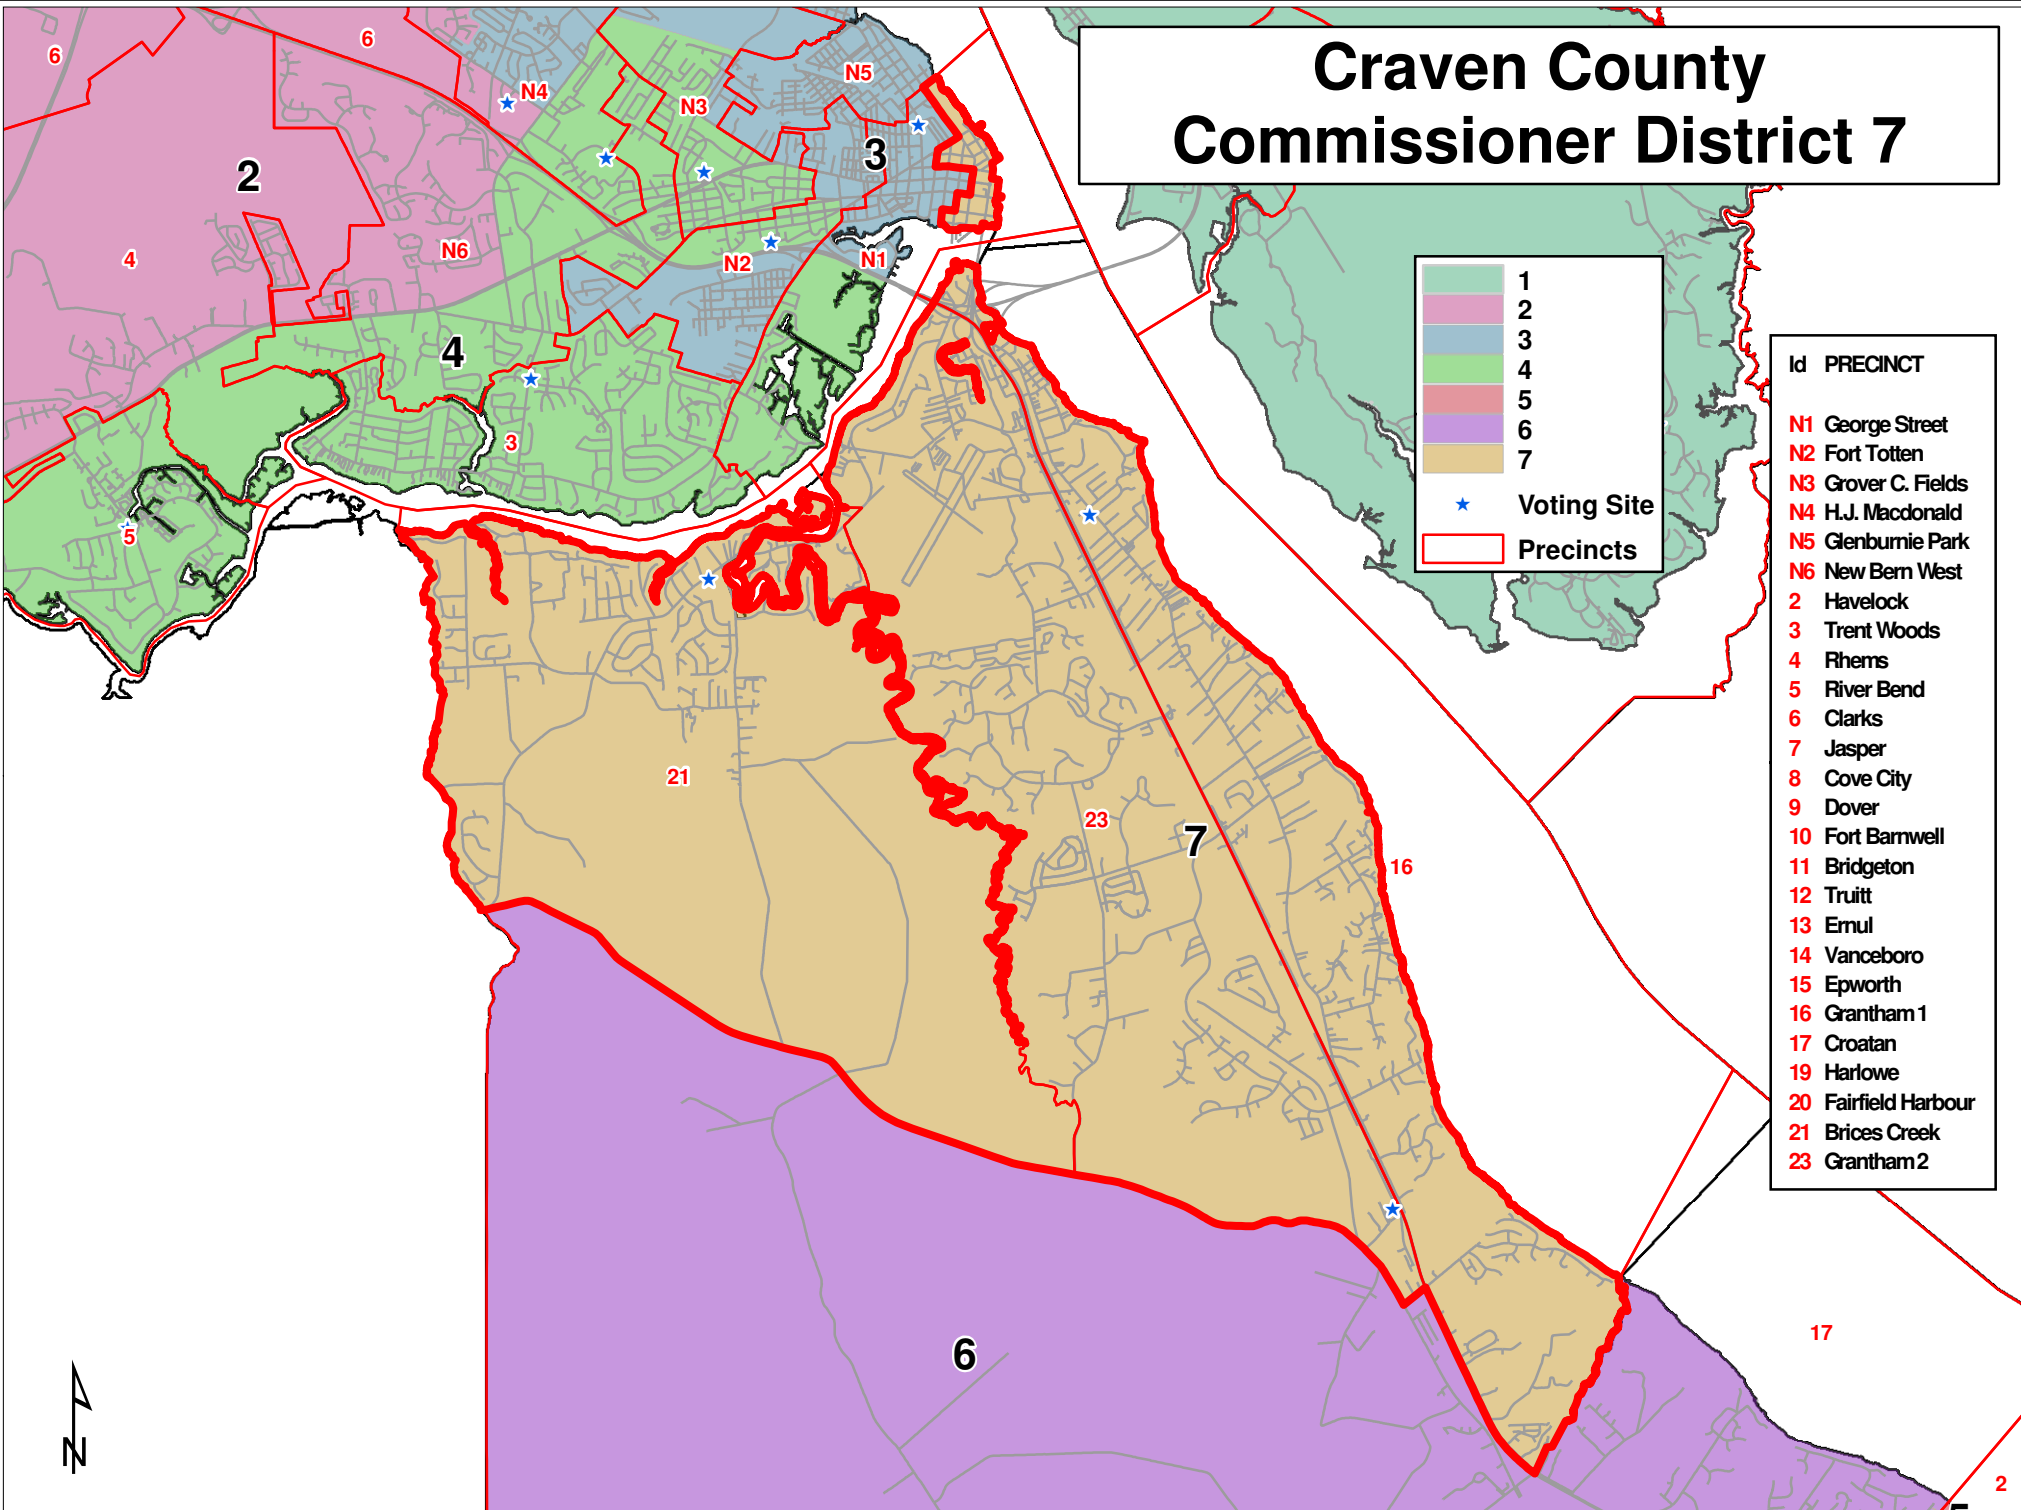 Craven County
Commissioner District 7
6
6
N4
N5
N3
3
2
4
N6
N2
N1
4
3
5
21
23
7
16
6
17
2
N
1
2
3
4
5
6
7
Voting Site
Precincts
Id PRECINCT
N1 George Street
N2 Fort Totten
N3 Grover C. Fields
N4 H.J. Macdonald
N5 Glenburnie Park
N6 New Bern West
2 Havelock
3 Trent Woods
4 Rhems
5 River Bend
6 Clarks
7 Jasper
8 Cove City
9 Dover
10 Fort Barnwell
11 Bridgeton
12 Truitt
13 Ernul
14 Vanceboro
15 Epworth
16 Grantham 1
17 Croatan
19 Harlowe
20 Fairfield Harbour
21 Brices Creek
23 Grantham 2